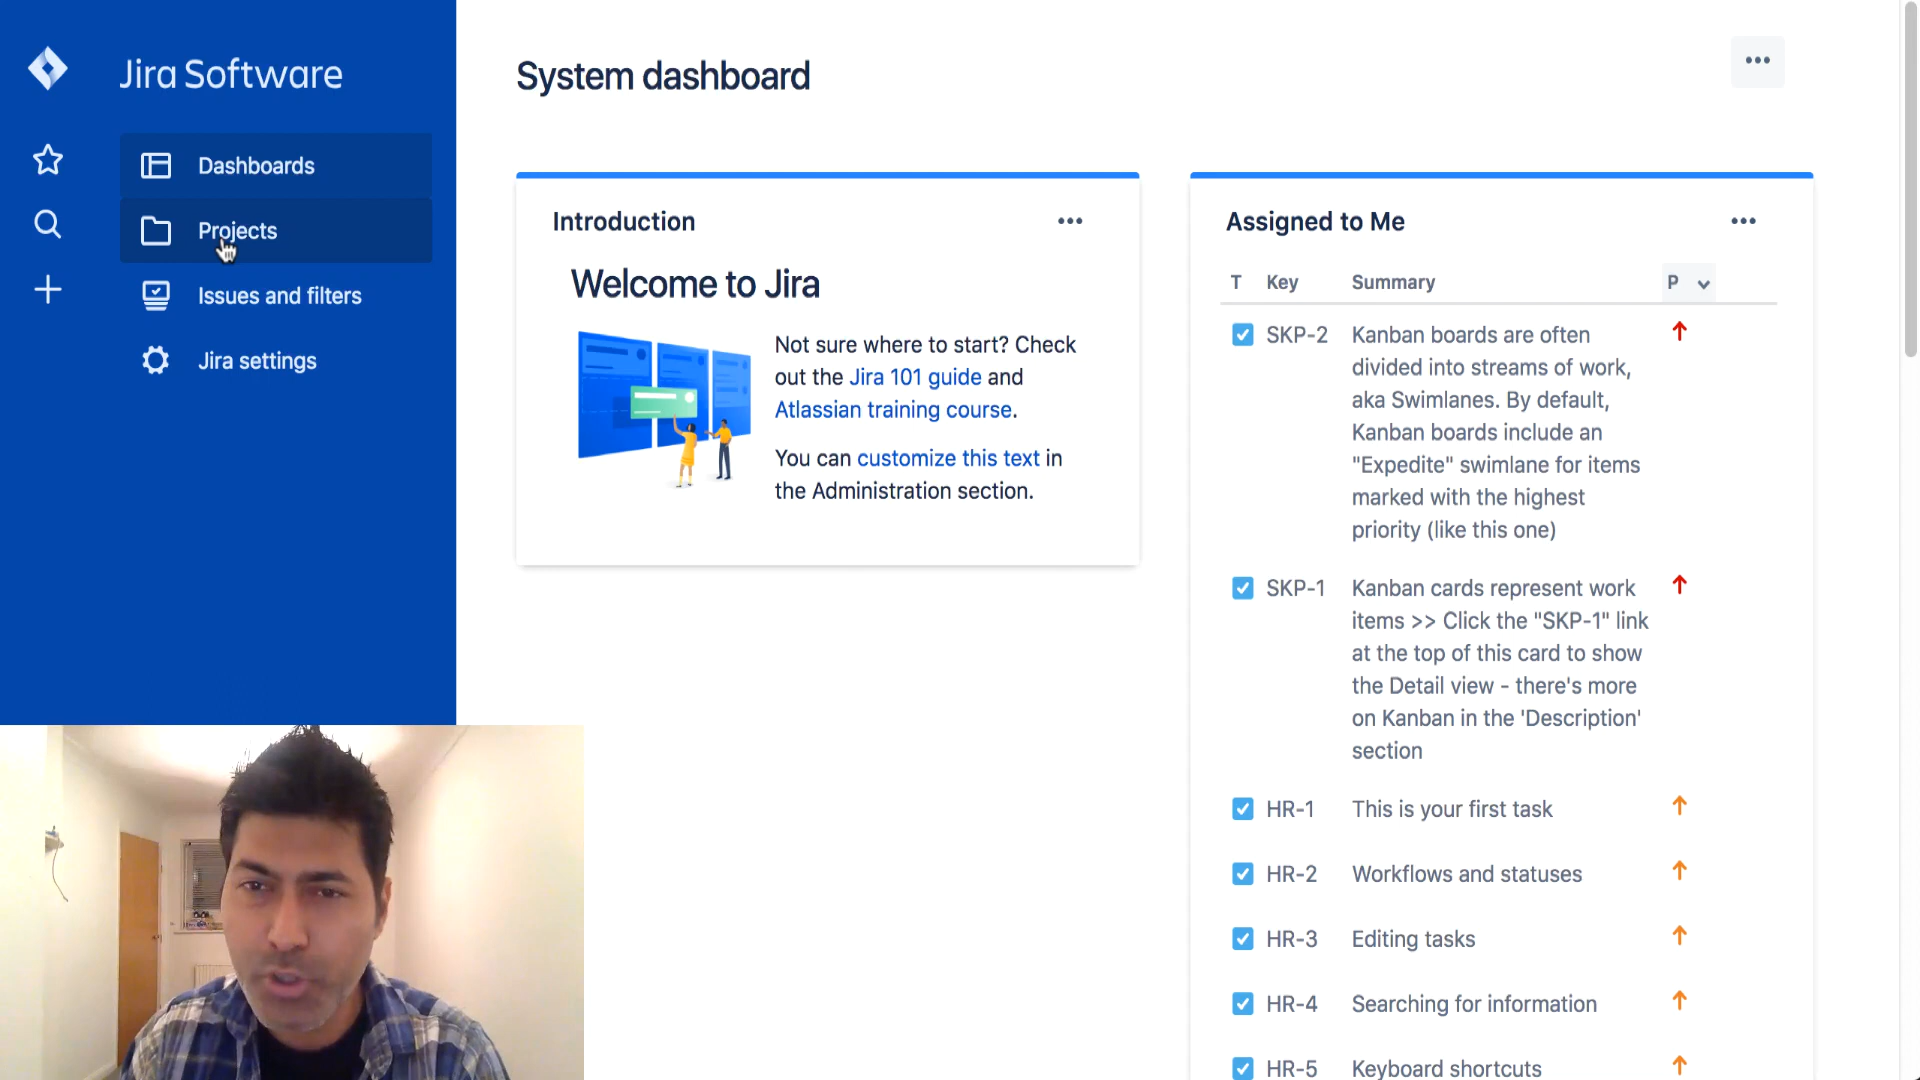 Jira Software
Dashboards
Projects
Issues and filters
Jira settings
System dashboard
Introduction
Welcome to Jira
Not sure where to start? Check
out the Jira 101 guide and
Atlassian training course.
You can customize this text in
the Administration section.
Assigned to Me
T Key Summary P
SKP-2 Kanban boards are often
divided into streams of work,
aka Swimlanes. By default,
Kanban boards include an
"Expedite" swimlane for items
marked with the highest
priority (like this one)
SKP-1 Kanban cards represent work
items >> Click the "SKP-1" link
at the top of this card to show
the Detail view - there's more
on Kanban in the 'Description'
section
HR-1 This is your first task
HR-2 Workflows and statuses
HR-3 Editing tasks
HR-4 Searching for information
HR-5 Keyboard shortcuts